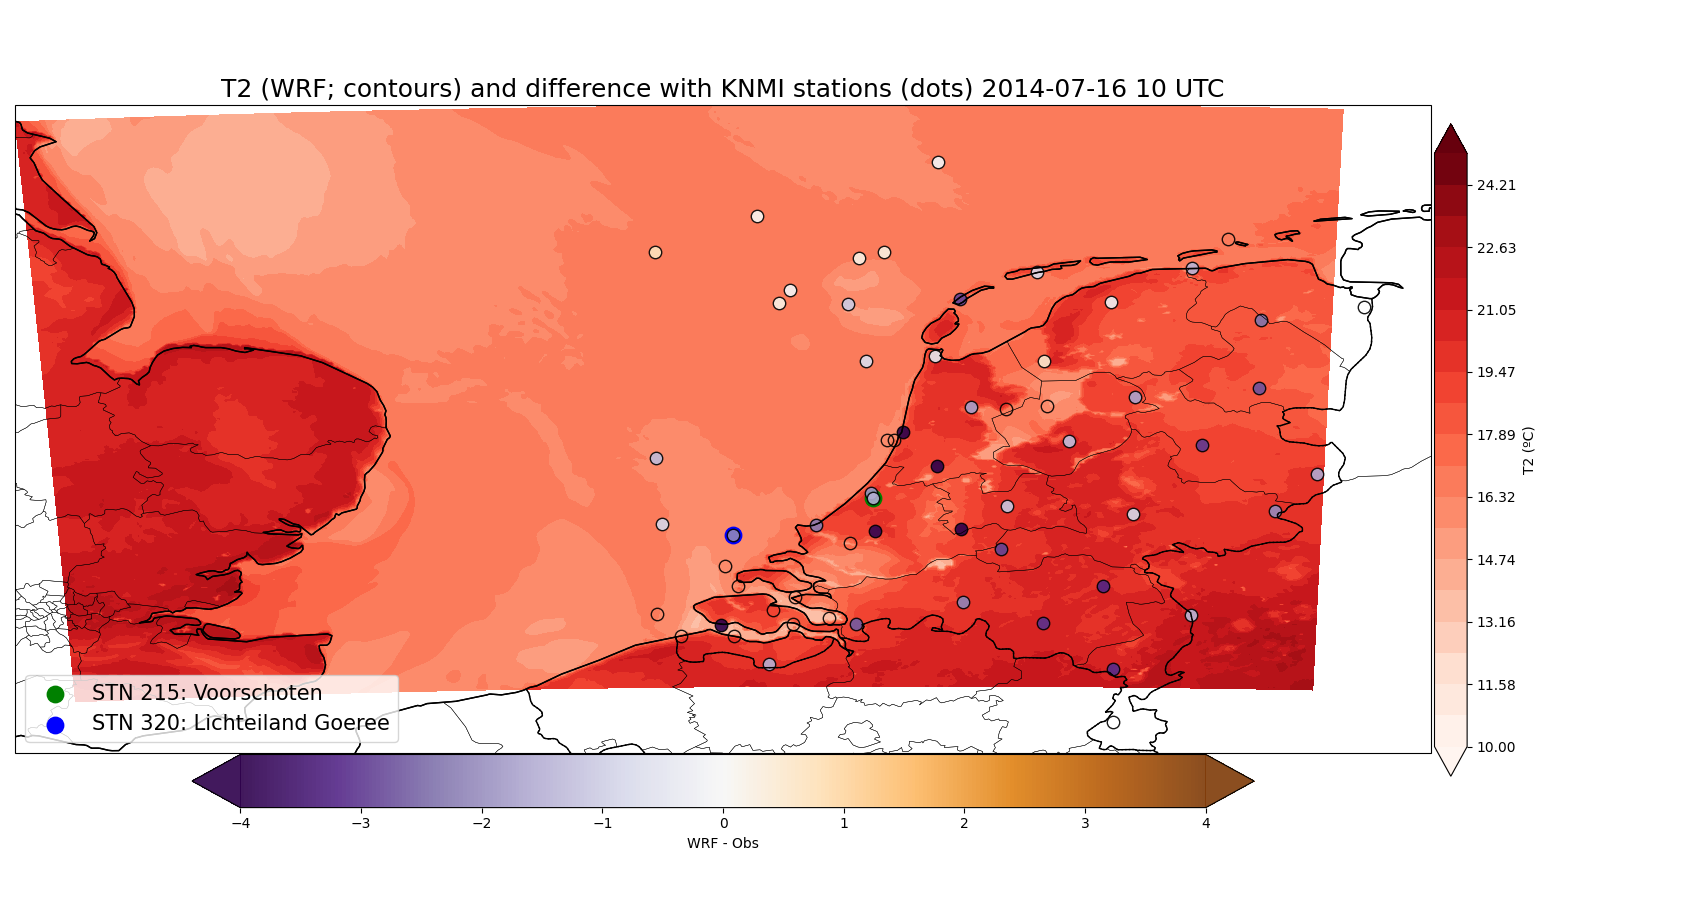 T2 (WRF; contours) and difference with KNMI stations (dots) 2014-07-16 10 UTC
24.21
22.63
21.05
19.47
17.89
16.32
14.74
13.16
11.58
10.00
T2 (ºC)
STN 215: Voorschoten
STN 320: Lichteiland Goeree
−4 −3 −2 −1 0 1 2 3 4
WRF - Obs